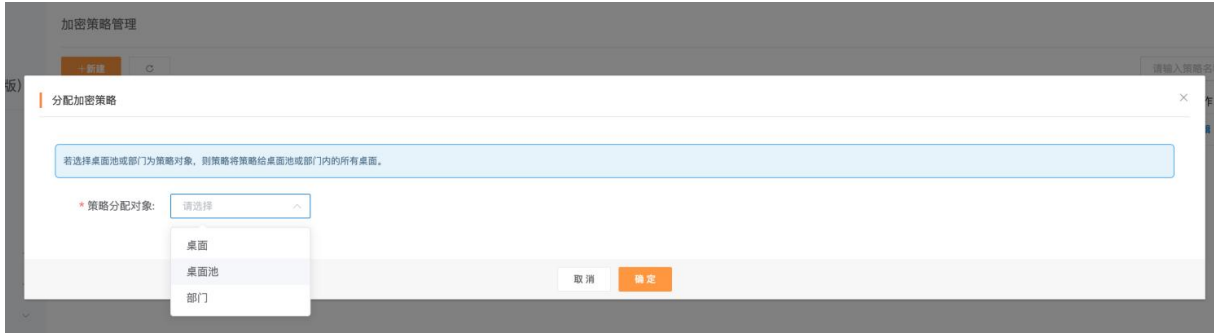 加密策略管理
+新建
请输入策略名
版)
分配加密策略
作
若选择桌面池或部门为策略对象，则策略将策略给桌面池或部门内的所有桌面。
* 策略分配对象:
请选择
桌面
桌面池
部门
取消
确定